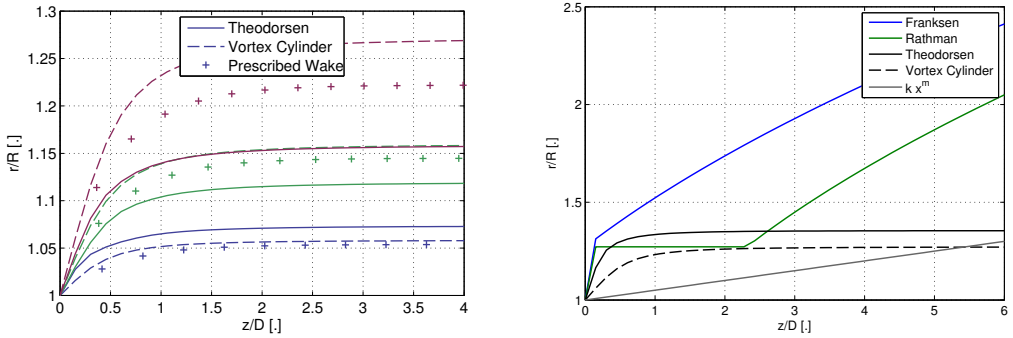 1.3
1.25
1.2
1.15
1.1
1.05
1
r/R [.]
Theodorsen
Vortex Cylinder
Prescribed Wake
0 0.5 1 1.5 2 2.5 3 3.5 4
z/D [.]
2.5
2
1.5
1
r/R [.]
Franksen
Rathman
Theodorsen
Vortex Cylinder
k x^m
0 1 2 3 4 5 6
z/D [.]